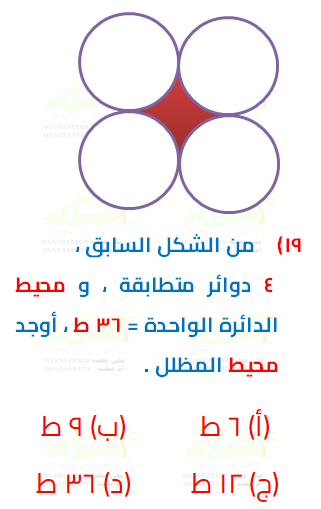 ١٩) من الشكل السابق ،
٤ دوائر متطابقة ، و محيط
الدائرة الواحدة = ٣٦ ط ، أوجد
محيط المظلل .
(أ) ٦ ط (ب) ٩ ط
(ج) ١٢ ط (د) ٣٦ ط